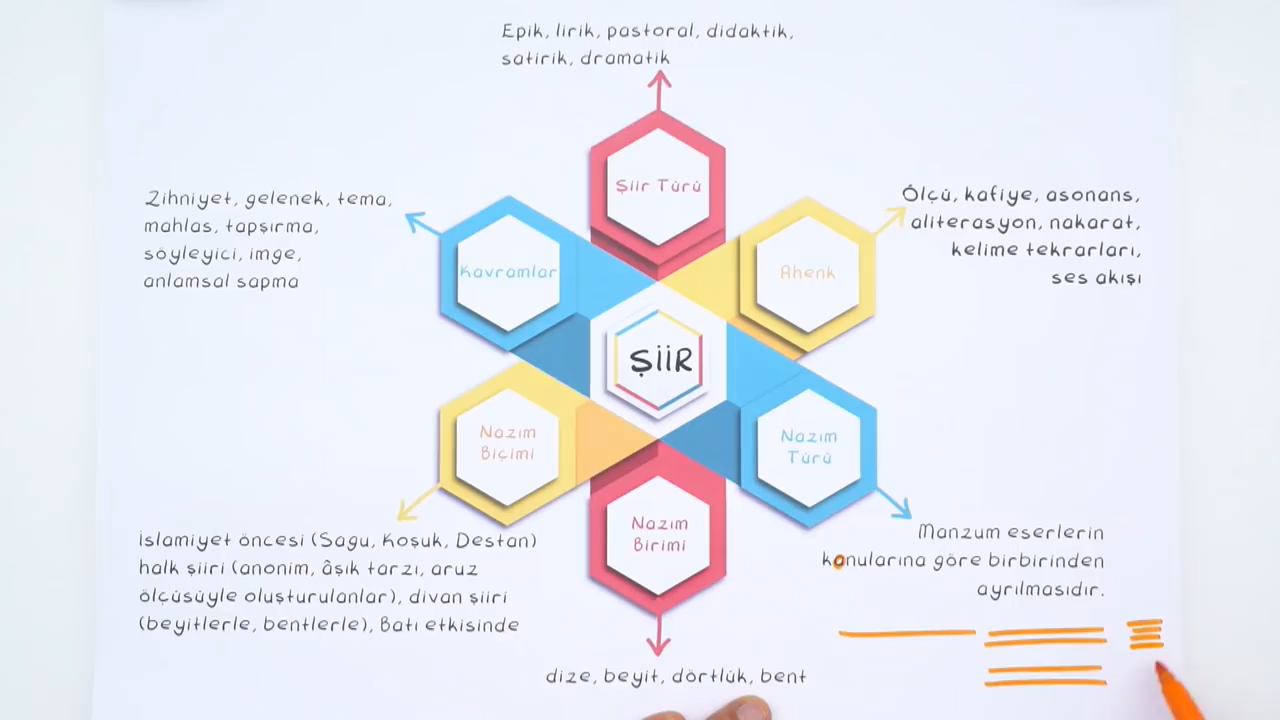 Epik, lirik, pastoral, didaktik,
satirik, dramatik
Şiir Türü
Zihniyet, gelenek, tema,
mahlas, tapşırma,
söyleyici, imge,
anlamsal sapma
Kavramlar
Ahenk
Ölçü, kafiye, asonans,
aliterasyon, nakarat,
kelime tekrarları,
ses akışı
ŞİİR
Nazım
Biçimi
Nazım
Türü
Nazım
Birimi
İslamiyet öncesi (Sagu, Koşuk, Destan)
halk şiiri (anonim, âşık tarzı, aruz
ölçüsüyle oluşturulanlar), divan şiiri
(beyitlerle, bentlerle), Batı etkisinde
Manzum eserlerin
konularına göre birbirinden
ayrılmasıdır.
dize, beyit, dörtlük, bent